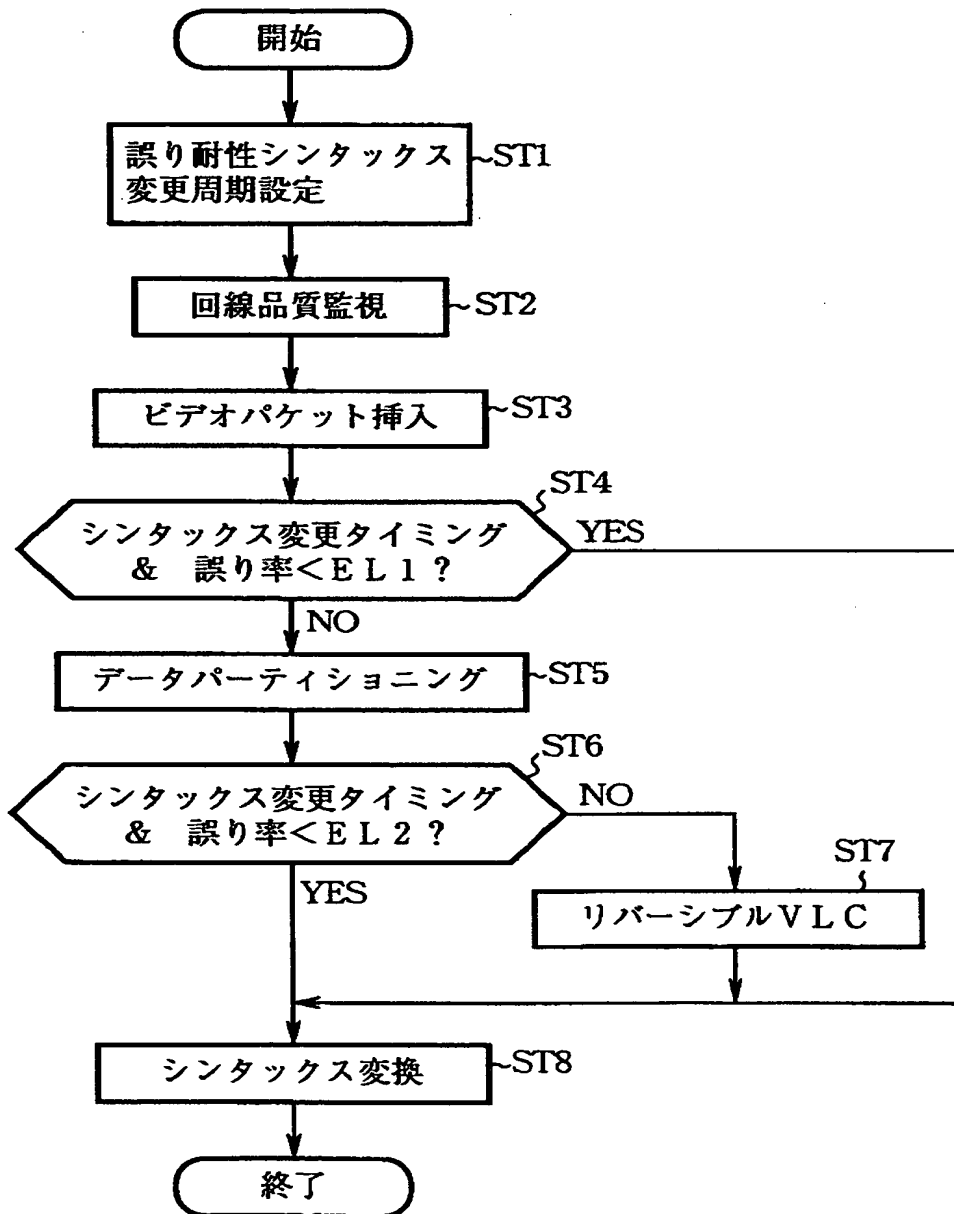 開始
誤り耐性シンタックス
変更周期設定
~ST1
回線品質監視
~ST2
ビデオパケット挿入
~ST3
ST4
シンタックス変更タイミング
& 誤り率<EL1?
YES
NO
データパーティショニング
~ST5
ST6
シンタックス変更タイミング
& 誤り率<EL2?
NO
YES
ST7
リバーシブルVLC
シンタックス変換
~ST8
終了